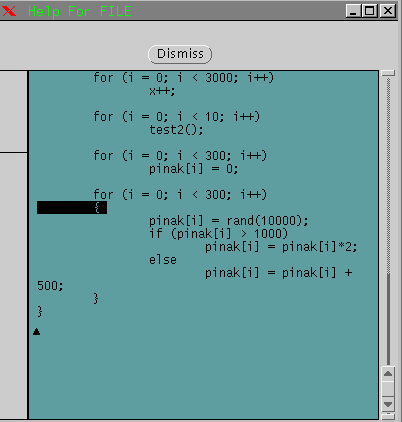 Help For FILE
Dismiss
for (i = 0; i < 3000; i++)
x++;
for (i = 0; i < 10; i++)
test2();
for (i = 0; i < 300; i++)
pinak[i] = 0;
for (i = 0; i < 300; i++)
{
pinak[i] = rand(10000);
if (pinak[i] > 1000)
pinak[i] = pinak[i]*2;
else
pinak[i] = pinak[i] +
500;
}
}